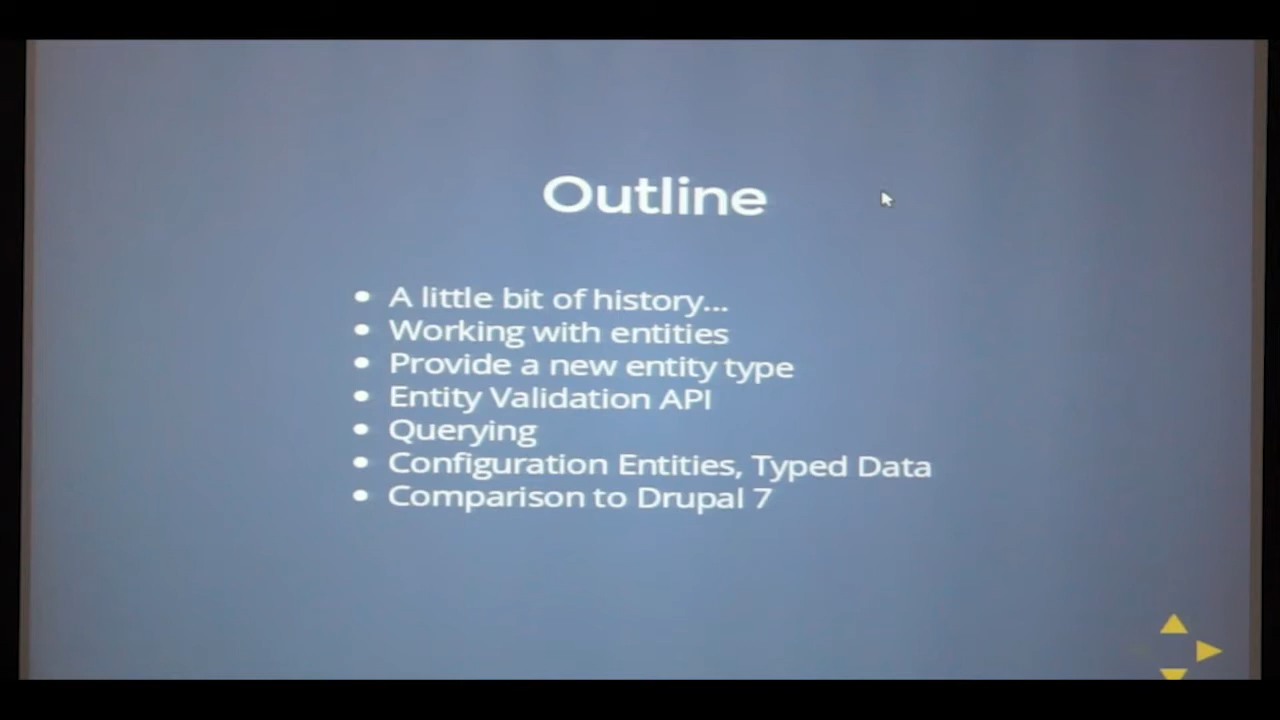 Outline
• A little bit of history...
• Working with entities
• Provide a new entity type
• Entity Validation API
• Querying
• Configuration Entities, Typed Data
• Comparison to Drupal 7